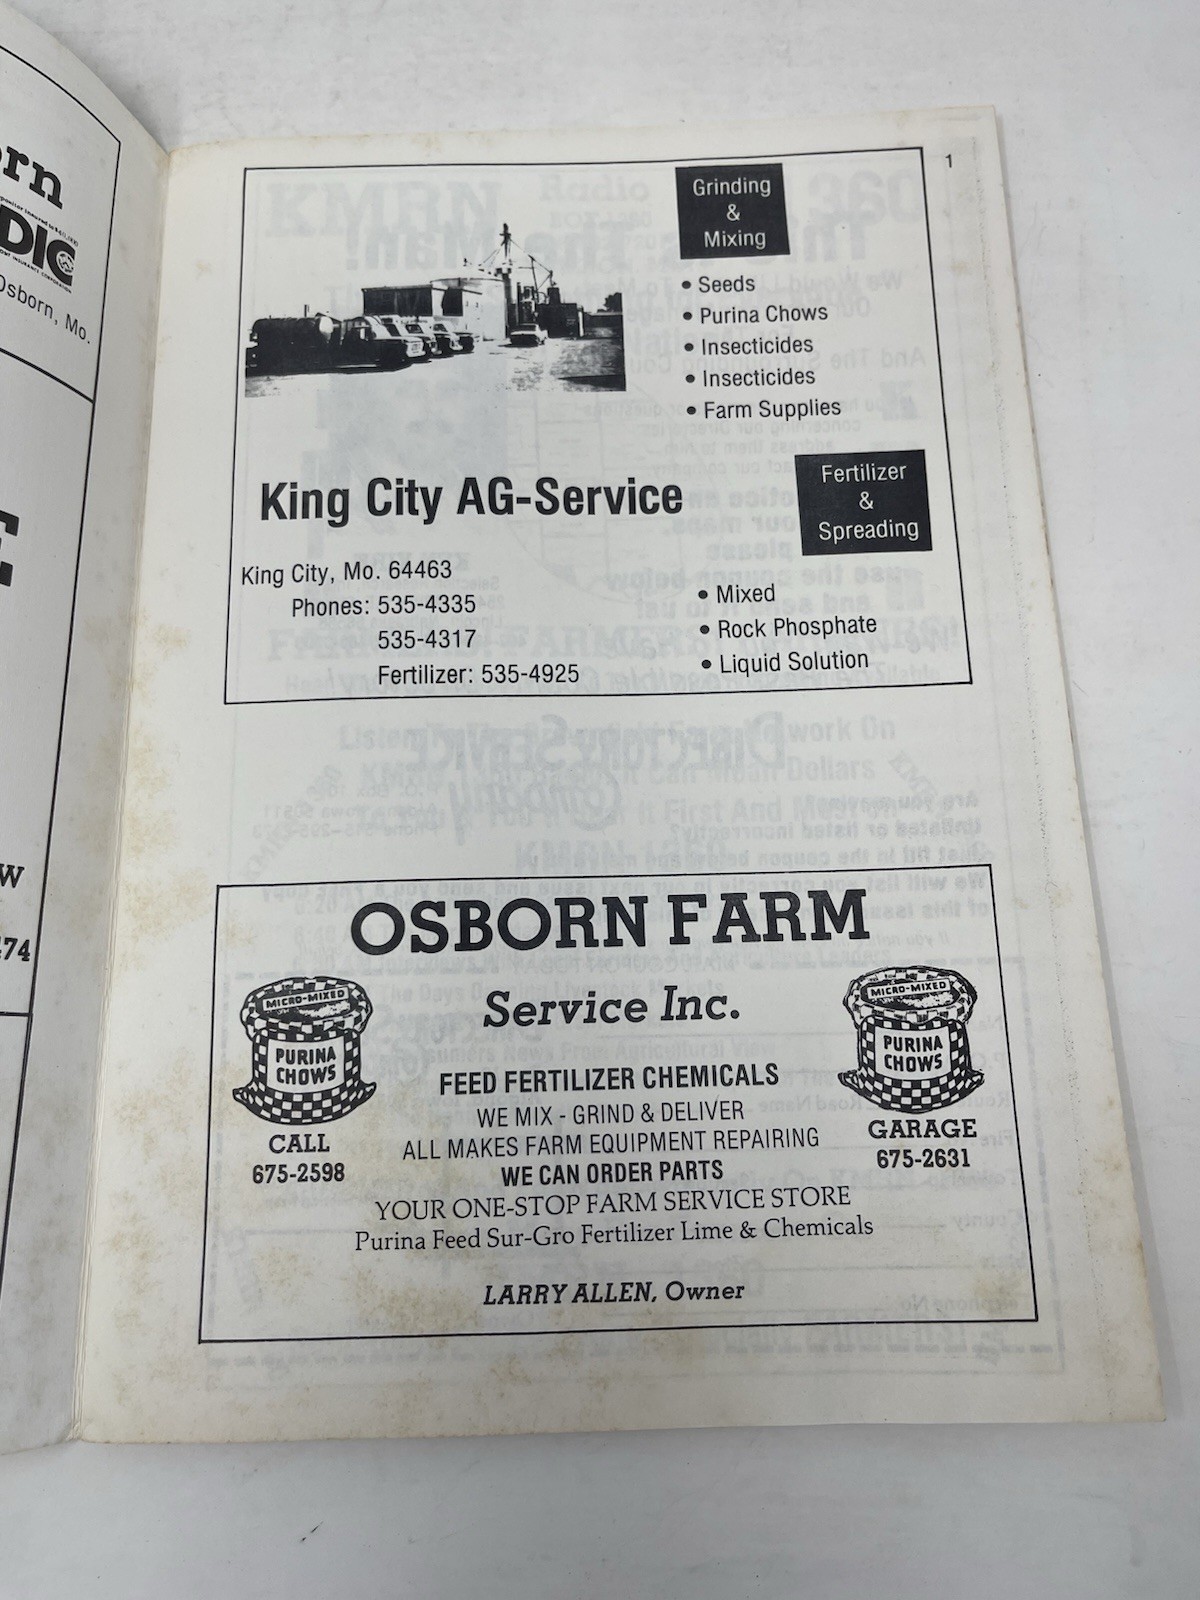 orn
DIC
Osborn, Mo.
E
W
474
1
Grinding
&
Mixing
• Seeds
• Purina Chows
• Insecticides
• Insecticides
• Farm Supplies
King City AG-Service
Fertilizer
&
Spreading
King City, Mo. 64463
Phones: 535-4335
535-4317
Fertilizer: 535-4925
• Mixed
• Rock Phosphate
• Liquid Solution
OSBORN FARM
Service Inc.
MICRO-MIXED
PURINA
CHOWS
CALL
675-2598
MICRO-MIXED
PURINA
CHOWS
GARAGE
675-2631
FEED FERTILIZER CHEMICALS
WE MIX - GRIND & DELIVER
ALL MAKES FARM EQUIPMENT REPAIRING
WE CAN ORDER PARTS
YOUR ONE-STOP FARM SERVICE STORE
Purina Feed Sur-Gro Fertilizer Lime & Chemicals
LARRY ALLEN, Owner